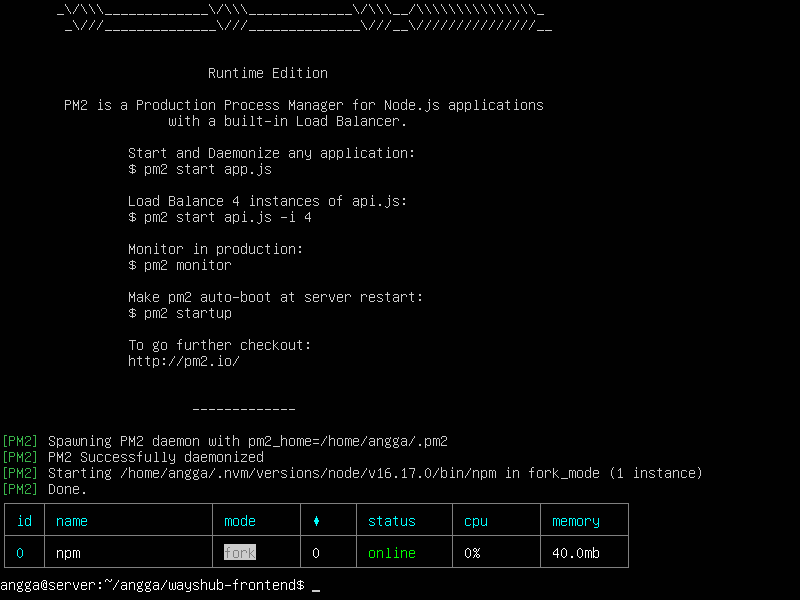 _\/\\\_____________\/\\\_____________\/\\\__/\\\\\\\\\\\\\\\_
_\///______________\///______________\///__\///////////////__
Runtime Edition
PM2 is a Production Process Manager for Node.js applications
with a built-in Load Balancer.
Start and Daemonize any application:
$ pm2 start app.js
Load Balance 4 instances of api.js:
$ pm2 start api.js -i 4
Monitor in production:
$ pm2 monitor
Make pm2 auto-boot at server restart:
$ pm2 startup
To go further checkout:
http://pm2.io/
-------------
[PM2] Spawning PM2 daemon with pm2_home=/home/angga/.pm2
[PM2] PM2 Successfully daemonized
[PM2] Starting /home/angga/.nvm/versions/node/v16.17.0/bin/npm in fork_mode (1 instance)
[PM2] Done.
id name mode ♦ status cpu memory
0 npm fork 0 online 0% 40.0mb
angga@server:~/angga/wayshub-frontend$ _